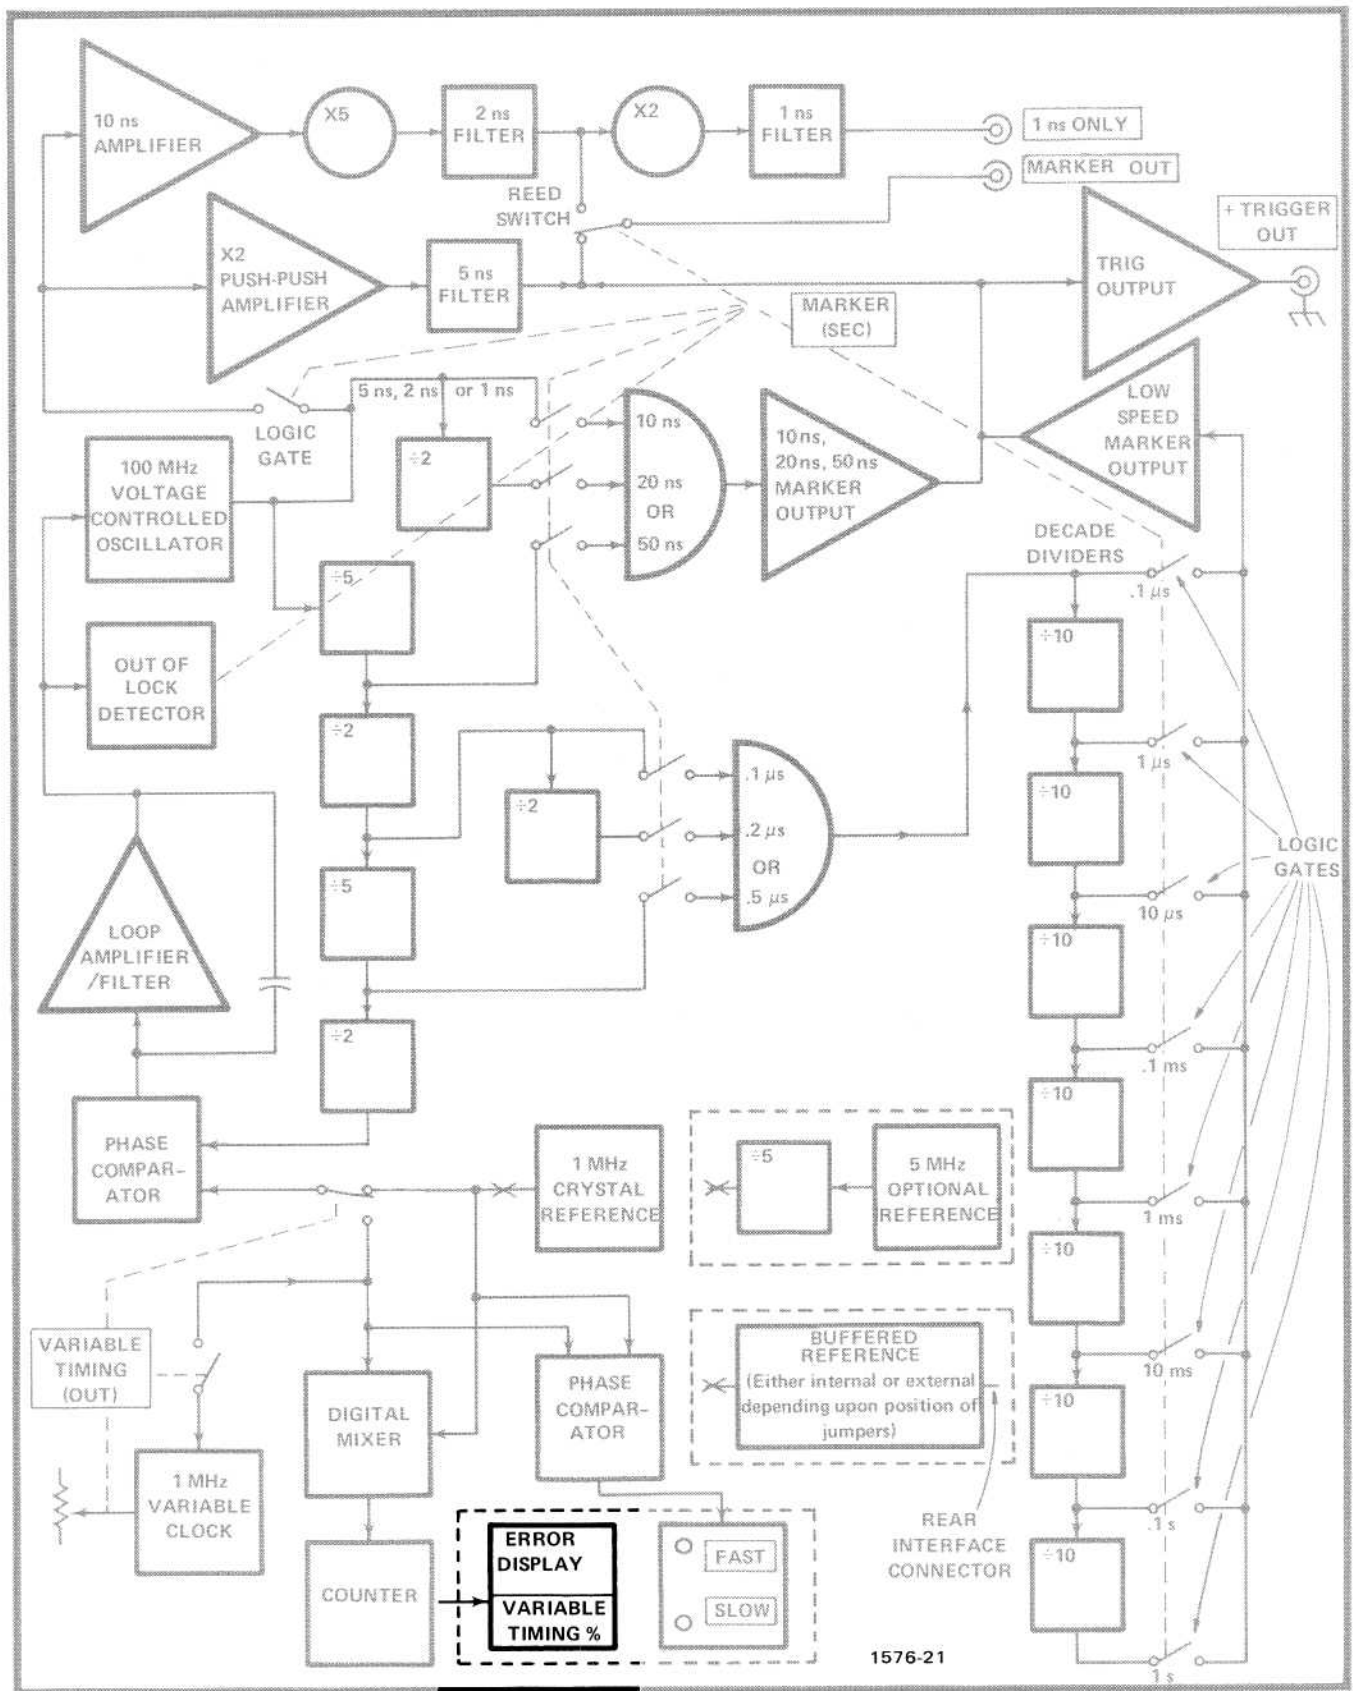 10 ns
AMPLIFIER
X5
2 ns
FILTER
X2
1 ns
FILTER
1 ns ONLY
MARKER OUT
REED
SWITCH
X2
PUSH-PUSH
AMPLIFIER
5 ns
FILTER
MARKER
(SEC)
TRIG
OUTPUT
+ TRIGGER
OUT
5 ns, 2 ns or 1 ns
LOGIC
GATE
÷2
10 ns
20 ns
OR
50 ns
10 ns,
20 ns, 50 ns
MARKER
OUTPUT
LOW
SPEED
MARKER
OUTPUT
100 MHz
VOLTAGE
CONTROLLED
OSCILLATOR
DECADE
DIVIDERS
÷5
.1 µs
OUT OF
LOCK
DETECTOR
÷10
÷2
1 µs
÷2
.1 µs
.2 µs
OR
.5 µs
÷10
LOGIC
GATES
÷5
10 µs
LOOP
AMPLIFIER
/FILTER
÷10
÷2
.1 ms
÷10
PHASE
COMPAR-
ATOR
1 MHz
CRYSTAL
REFERENCE
÷5
5 MHz
OPTIONAL
REFERENCE
1 ms
÷10
VARIABLE
TIMING
(OUT)
BUFFERED
REFERENCE
(Either internal or external
depending upon position of
jumpers)
10 ms
÷10
DIGITAL
MIXER
PHASE
COMPAR-
ATOR
1 MHz
VARIABLE
CLOCK
.1 s
REAR
INTERFACE
CONNECTOR
÷10
COUNTER
ERROR
DISPLAY
VARIABLE
TIMING %
FAST
SLOW
1576-21
1 s